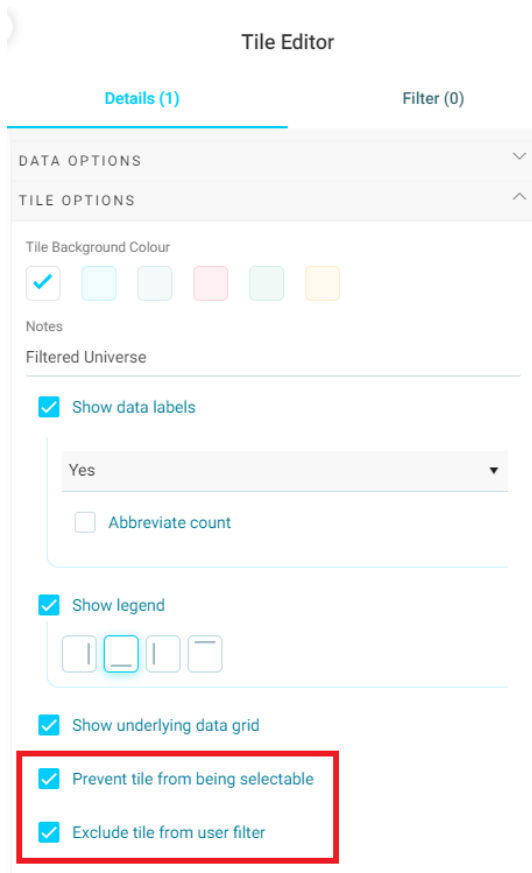 Tile Editor
Details (1)
Filter (0)
DATA OPTIONS
TILE OPTIONS
Tile Background Colour
Notes
Filtered Universe
Show data labels
Yes
Abbreviate count
Show legend
Show underlying data grid
Prevent tile from being selectable
Exclude tile from user filter